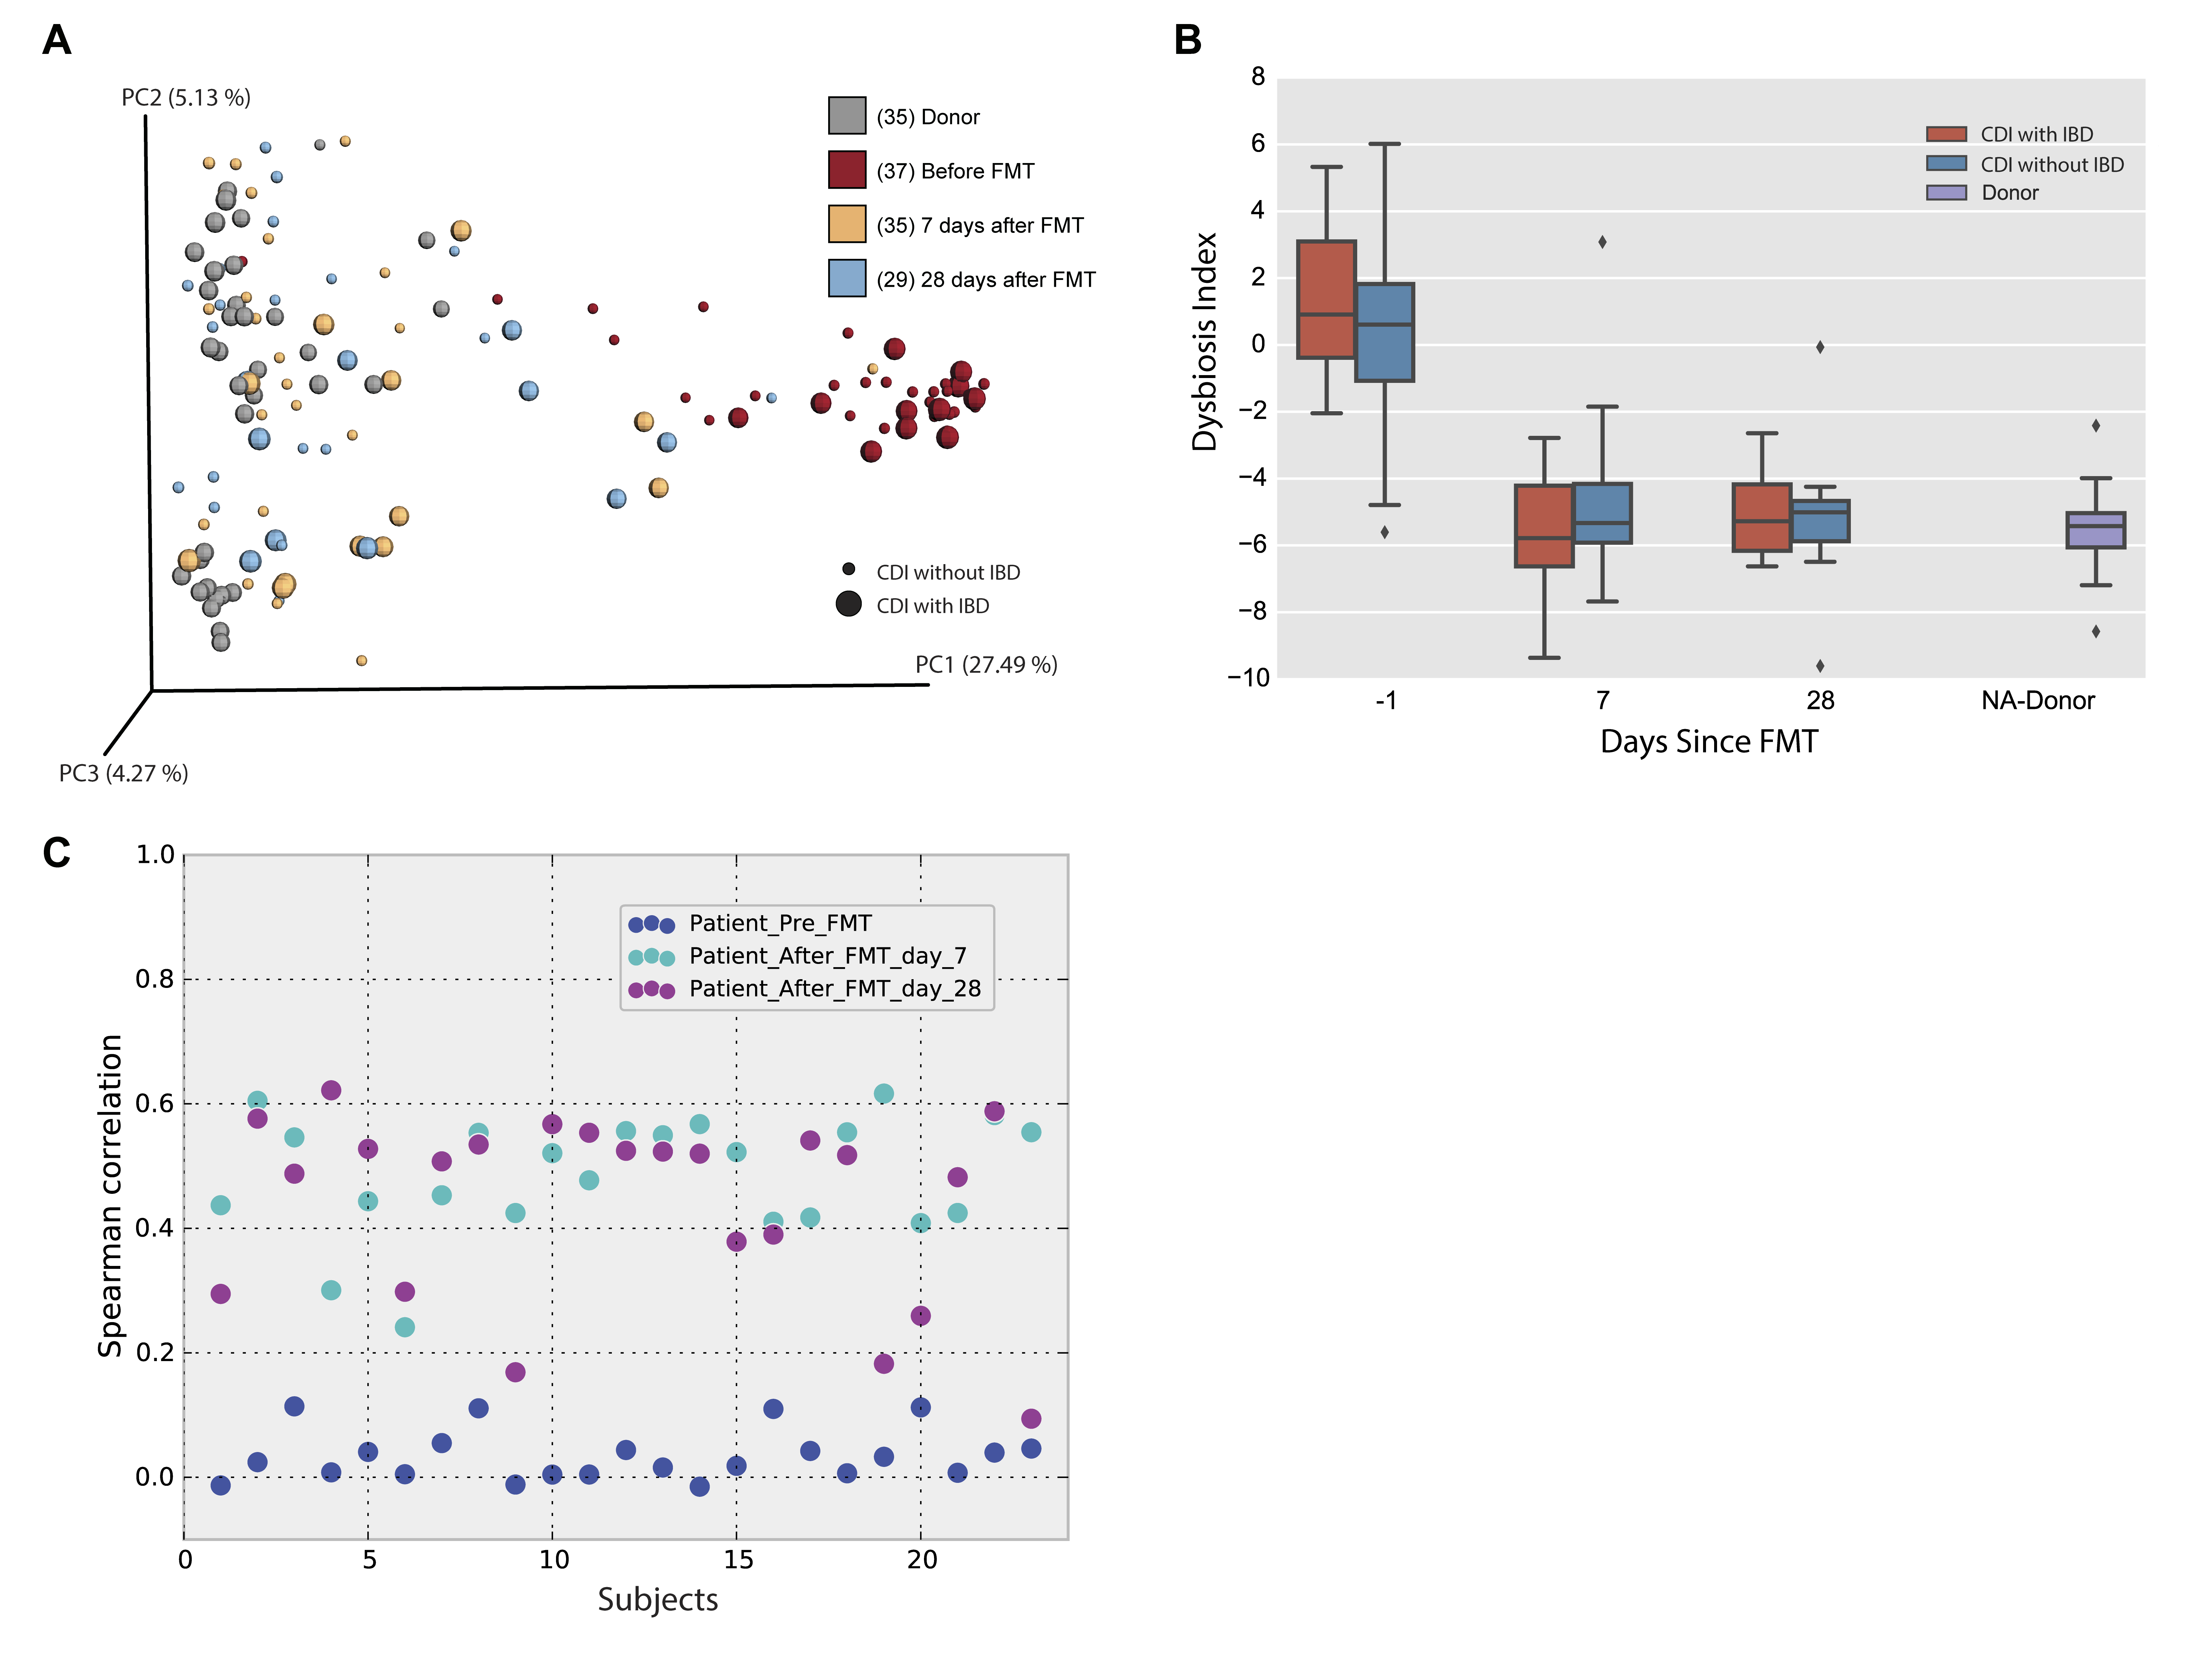 A
PC2 (5.13 %)
(35) Donor
(37) Before FMT
(35) 7 days after FMT
(29) 28 days after FMT
CDI without IBD
CDI with IBD
PC1 (27.49 %)
PC3 (4.27 %)
B
8
6
4
2
0
−2
−4
−6
−8
−10
Dysbiosis Index
CDI with IBD
CDI without IBD
Donor
-1
7
28
NA-Donor
Days Since FMT
C
1.0
0.8
0.6
0.4
0.2
0.0
Spearman correlation
Patient_Pre_FMT
Patient_After_FMT_day_7
Patient_After_FMT_day_28
0
5
10
15
20
Subjects